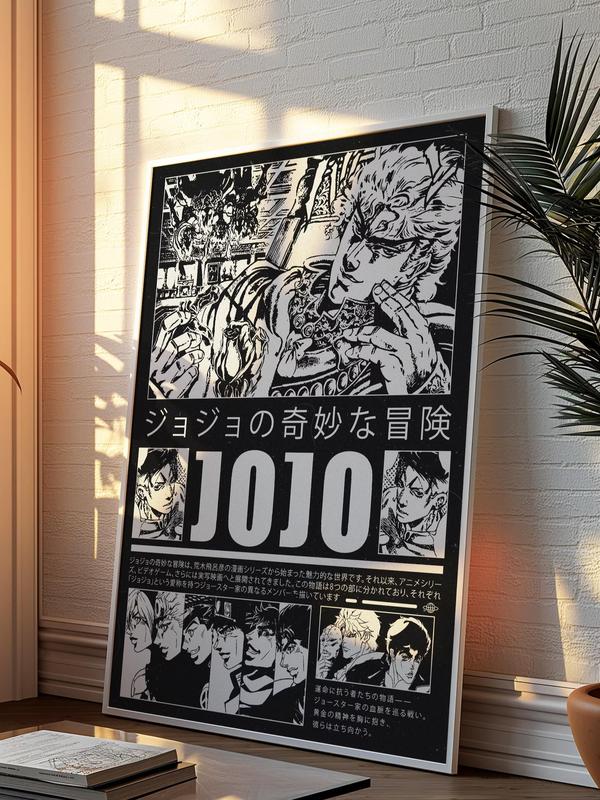 ジョジョの奇妙な冒険
JOJO
ジョジョの奇妙な冒険は、荒木飛呂彦の漫画シリーズから始まった魅力的な世界です。それ以来、アニメシリー
ズ、ビデオゲーム、さらには実写映画へと展開されてきました。この物語は8つの部に分かれており、それぞれ
「ジョジョ」という愛称を持つジョースター家の異なるメンバーを描いています
運命に抗う者たちの物語——
ジョースター家の血脈を巡る戦い。
黄金の精神を胸に抱き、
彼らは立ち向かう。